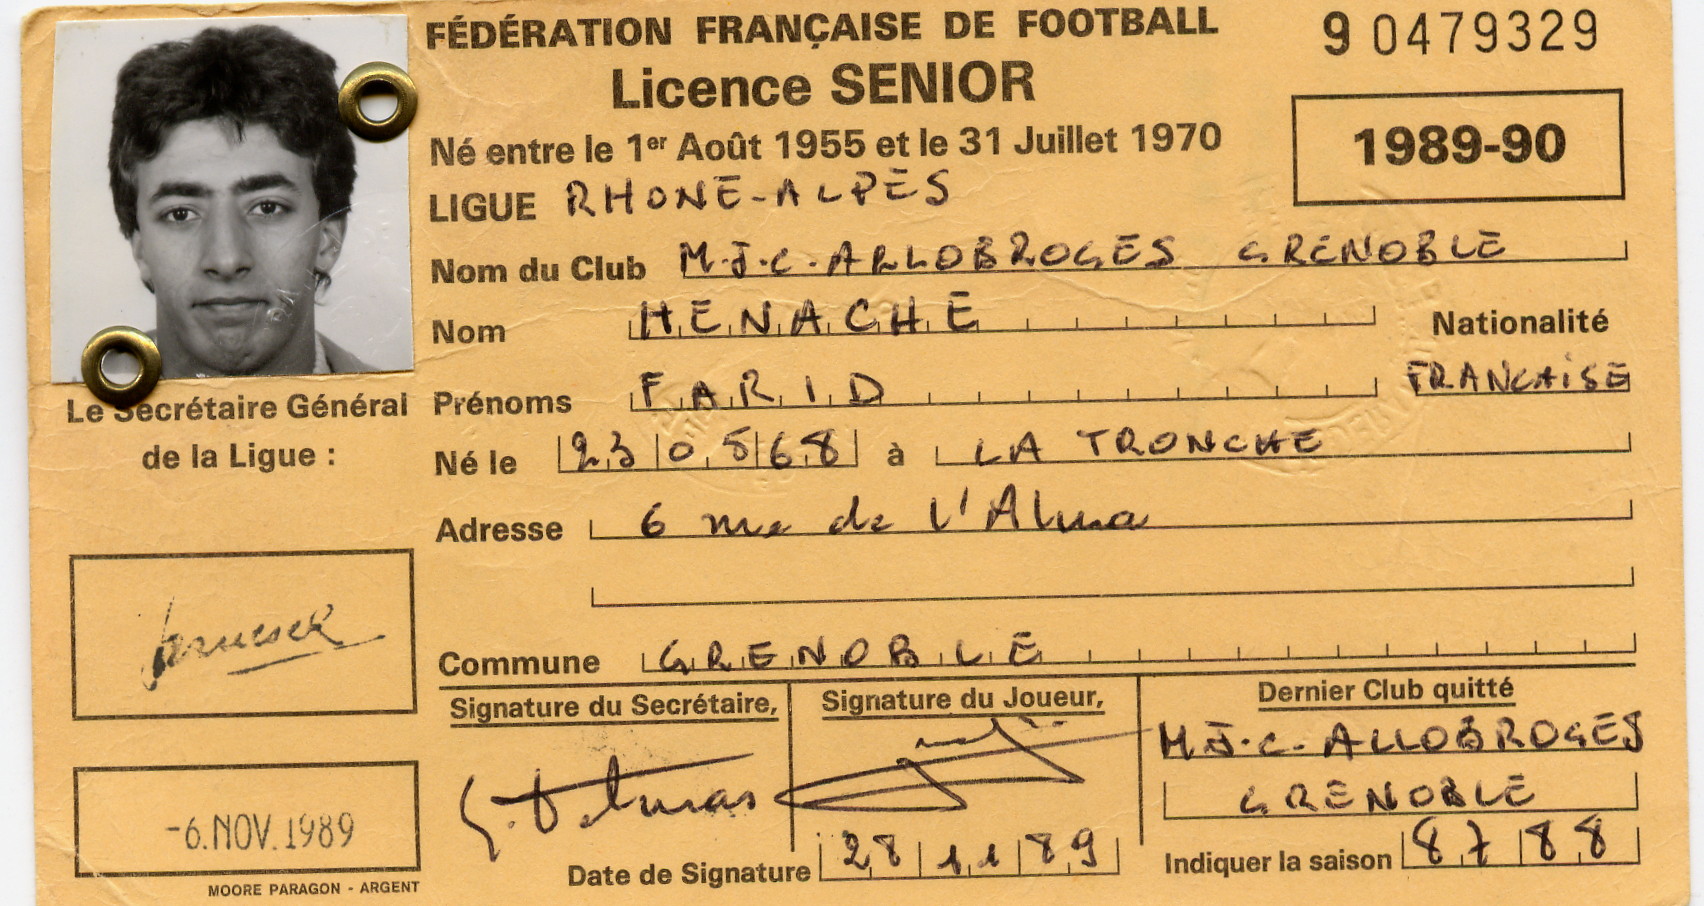 FÉDÉRATION FRANÇAISE DE FOOTBALL
9 0479329
Licence SENIOR
Né entre le 1er Août 1955 et le 31 Juillet 1970
1989-90
LIGUE RHONE-ALPES
Nom du Club M.J.C. ALLOBROGES GRENOBLE
Nom HENACHE
Nationalité
FRANCAISE
Prénoms FARID
Né le 23 05 68 à LA TRONCHE
Adresse 6 rue de l'Alma
Commune GRENOBLE
Le Secrétaire Général
de la Ligue :
-6. NOV. 1989
MOORE PARAGON - ARGENT
Signature du Secrétaire,
Signature du Joueur,
Date de Signature 28 11 89
Dernier Club quitté
M.J.C. ALLOBROGES
GRENOBLE
Indiquer la saison 87 88